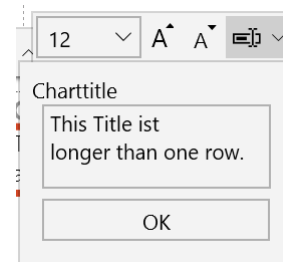 12 A A
Charttitle
This Title ist
longer than one row.
OK